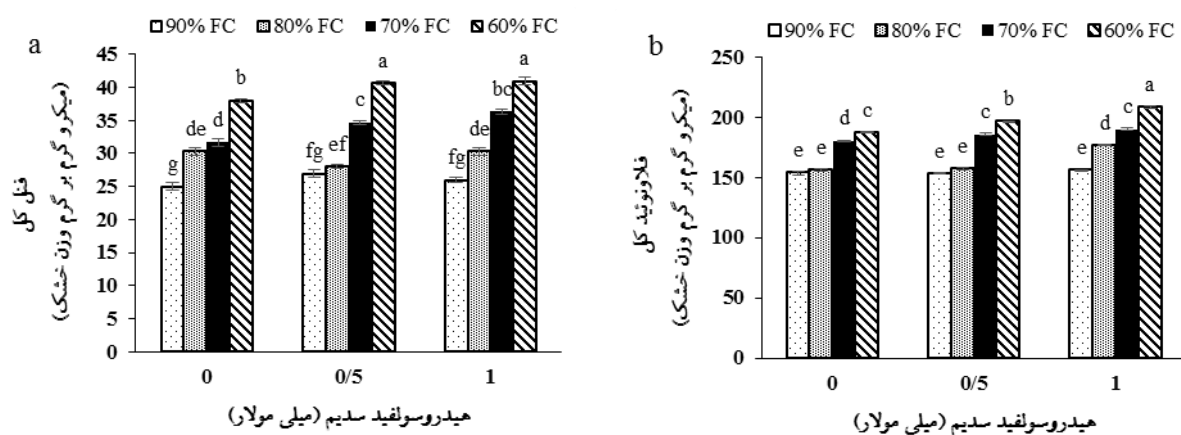 a
90% FC 80% FC 70% FC 60% FC
45
40
35
30
25
20
15
10
5
0
فنل کل
(میکرو گرم بر گرم وزن خشک)
g de d b
fg ef c a
fg de bc a
0 0/5 1
هیدروسولفید سدیم (میلی مولار)
b
90% FC 80% FC 70% FC 60% FC
250
200
150
100
50
0
فلاونوئید کل
(میکرو گرم بر گرم وزن خشک)
e e d c
e e c b
e d c a
0 0/5 1
هیدروسولفید سدیم (میلی مولار)